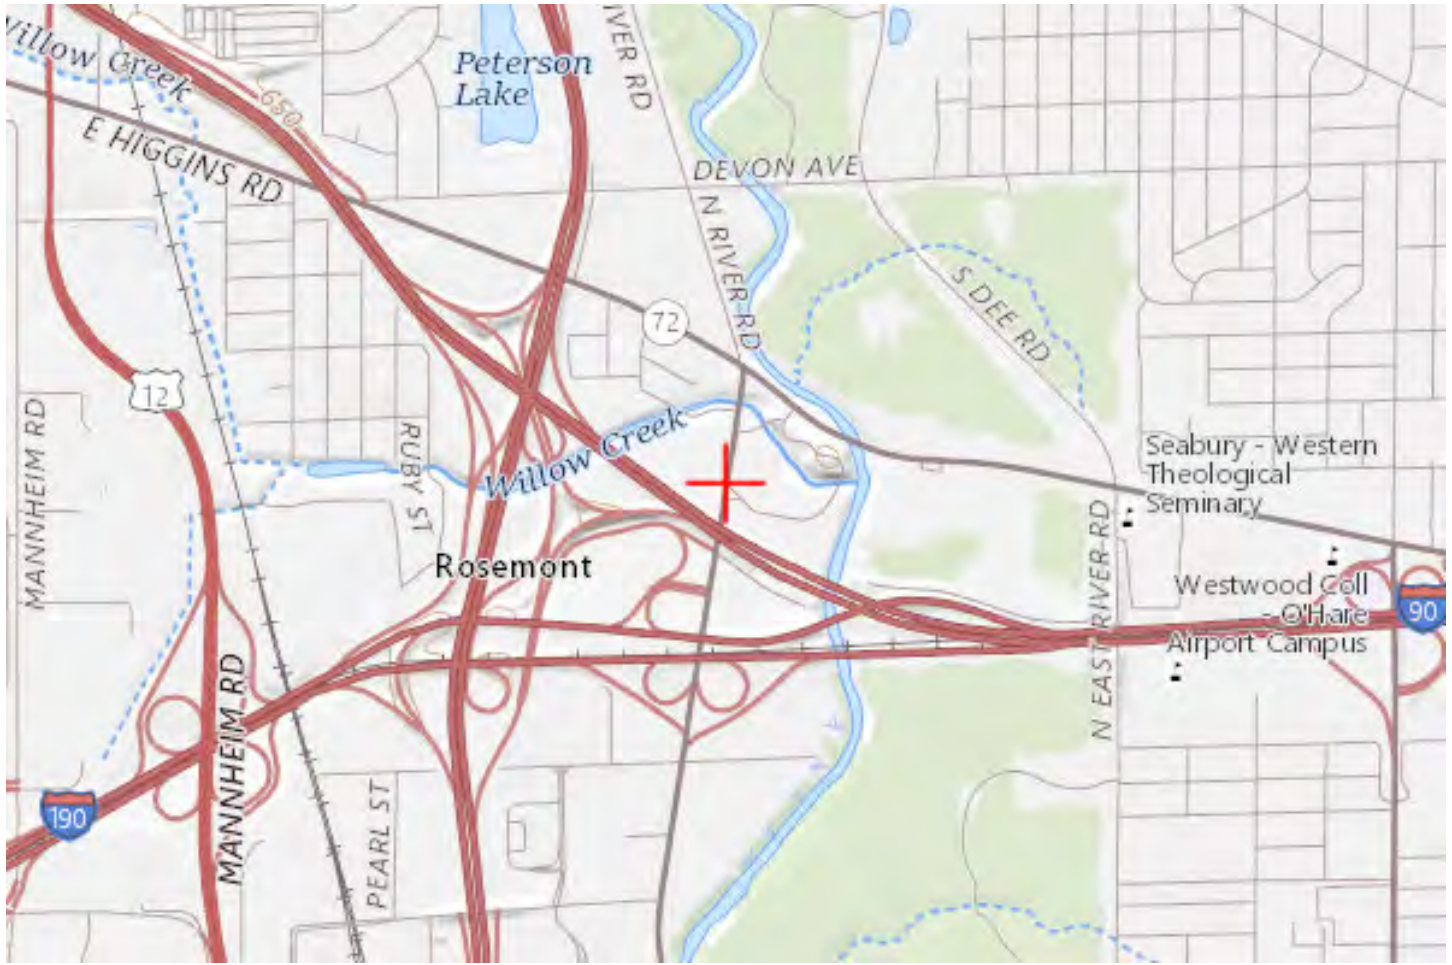 Willow Creek
650
E HIGGINS RD
Peterson
Lake
IVER RD
DEVON AVE
N RIVER RD
72
S DEE RD
12
MANNHEIM RD
RUBY ST
Willow Creek
Rosemont
Seabury - Western
Theological
Seminary
N EAST RIVER RD
Westwood Coll
- O'Hare
Airport Campus
90
MANNHEIM RD
190
PEARL ST